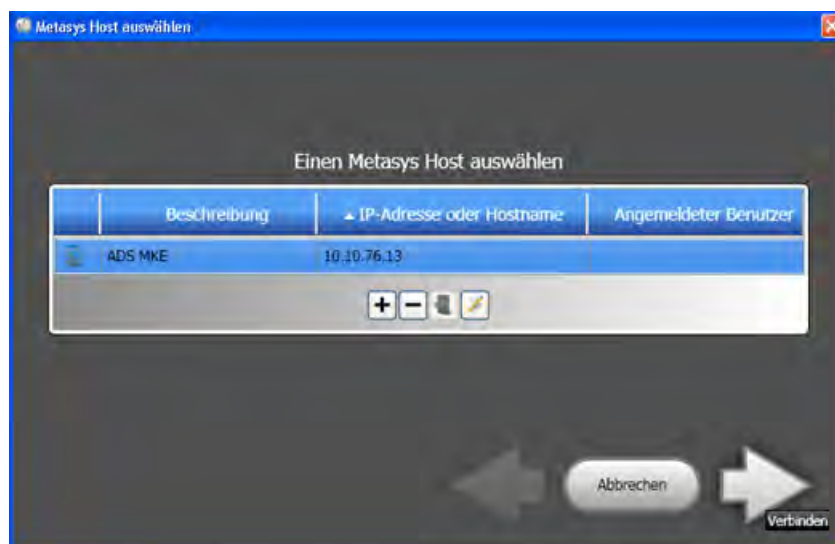 Metasys Host auswählen
Einen Metasys Host auswählen
Beschreibung IP-Adresse oder Hostname Angemeldeter Benutzer
ADS MKE 10.10.76.13
Abbrechen
Verbinden